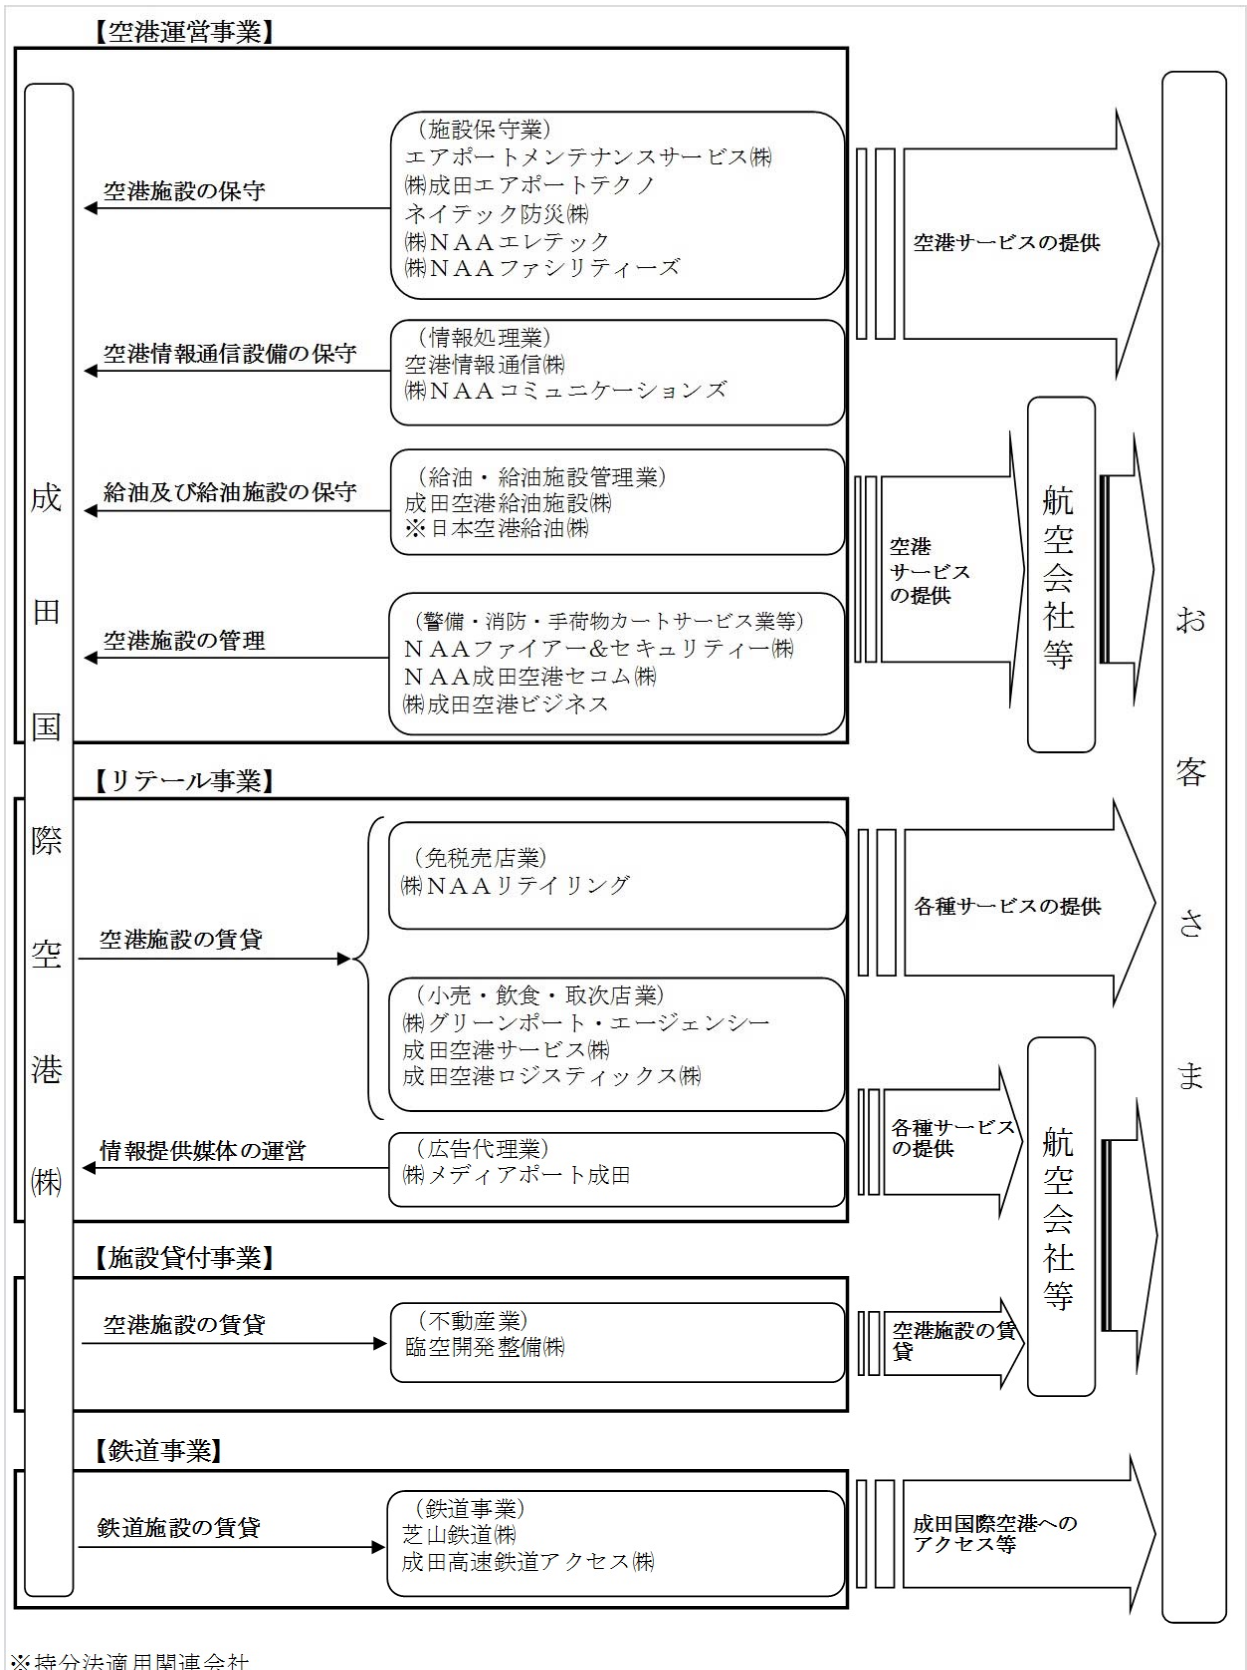 【空港運営事業】
成田国際空港㈱
空港施設の保守
（施設保守業）
エアポートメンテナンスサービス㈱
㈱成田エアポートテクノ
ネイテック防災㈱
㈱ＮＡＡエレテック
㈱ＮＡＡファシリティーズ
空港サービスの提供
空港情報通信設備の保守
（情報処理業）
空港情報通信㈱
㈱ＮＡＡコミュニケーションズ
給油及び給油施設の保守
（給油・給油施設管理業）
成田空港給油施設㈱
※日本空港給油㈱
空港
サービス
の提供
航空会社等
お客さま
空港施設の管理
（警備・消防・手荷物カートサービス業等）
ＮＡＡファイアー&セキュリティー㈱
ＮＡＡ成田空港セコム㈱
㈱成田空港ビジネス
【リテール事業】
空港施設の賃貸
（免税売店業）
㈱ＮＡＡリテイリング
各種サービスの提供
（小売・飲食・取次店業）
㈱グリーンポート・エージェンシー
成田空港サービス㈱
成田空港ロジスティックス㈱
情報提供媒体の運営
（広告代理業）
㈱メディアポート成田
各種サービス
の提供
航空会社等
【施設貸付事業】
空港施設の賃貸
（不動産業）
臨空開発整備㈱
空港施設の賃
貸
【鉄道事業】
鉄道施設の賃貸
（鉄道事業）
芝山鉄道㈱
成田高速鉄道アクセス㈱
成田国際空港への
アクセス等
※持分法適用関連会社